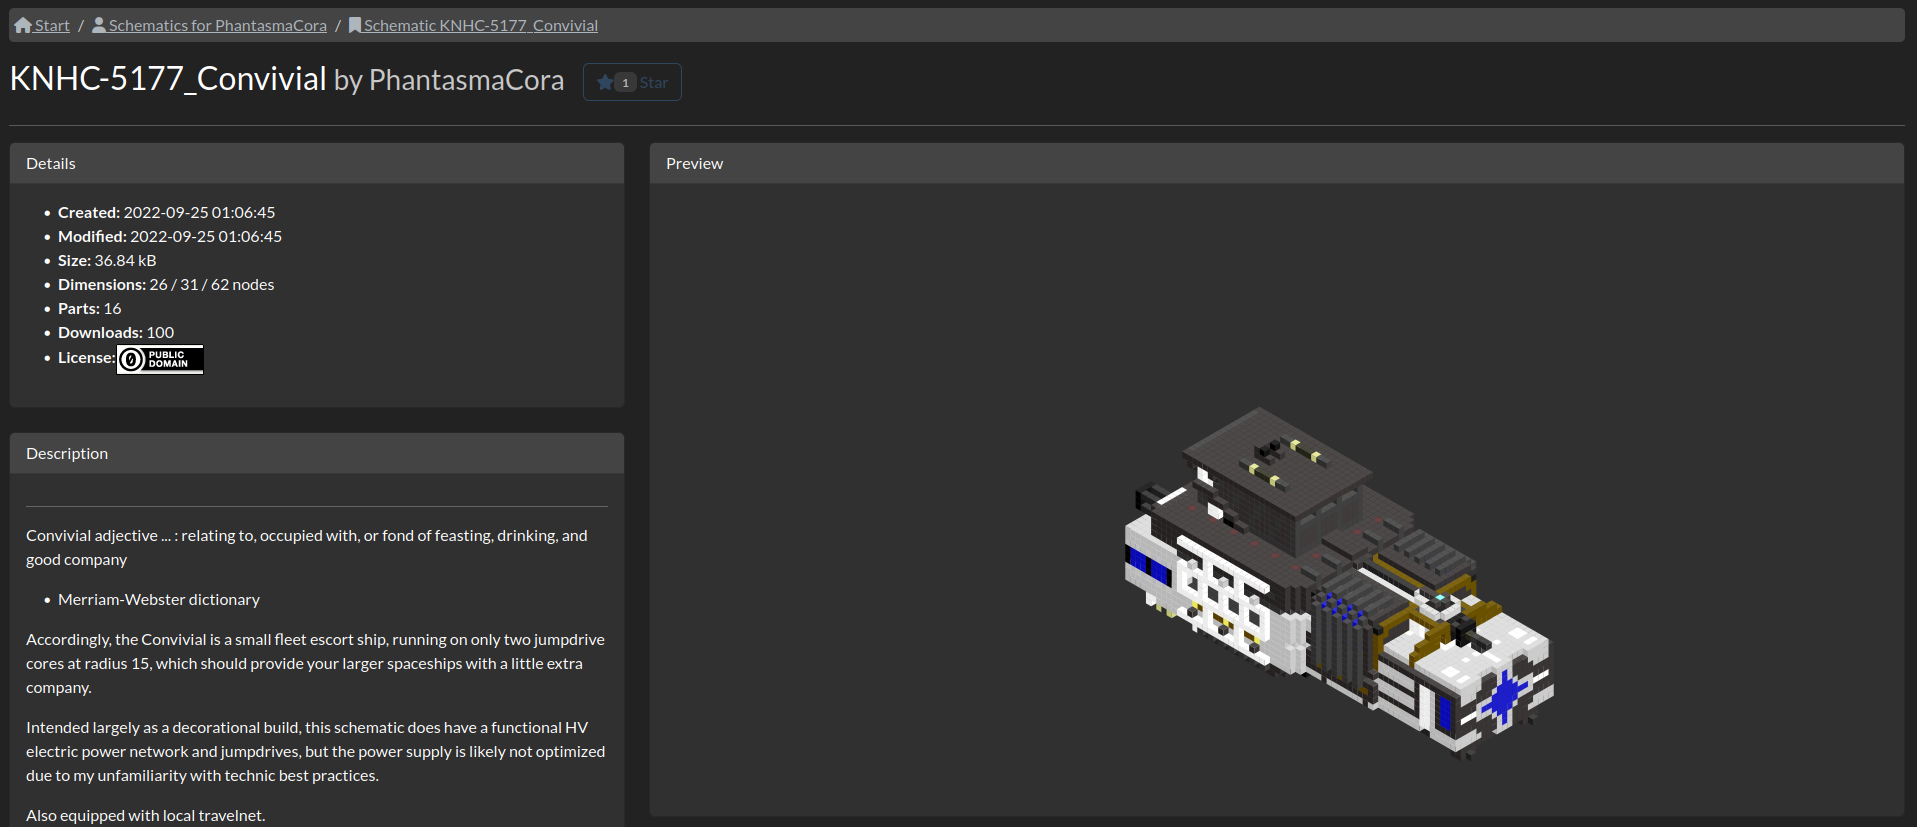 Start / Schematics for PhantasmaCora / Schematic KNHC-5177_Convivial
KNHC-5177_Convivial by PhantasmaCora 1 Star
Details
Created: 2022-09-25 01:06:45
Modified: 2022-09-25 01:06:45
Size: 36.84 kB
Dimensions: 26 / 31 / 62 nodes
Parts: 16
Downloads: 100
License: PUBLIC DOMAIN
Description
Convivial adjective ... : relating to, occupied with, or fond of feasting, drinking, and
good company
Merriam-Webster dictionary
Accordingly, the Convivial is a small fleet escort ship, running on only two jumpdrive
cores at radius 15, which should provide your larger spaceships with a little extra
company.
Intended largely as a decorational build, this schematic does have a functional HV
electric power network and jumpdrives, but the power supply is likely not optimized
due to my unfamiliarity with technic best practices.
Also equipped with local travelnet.
Preview